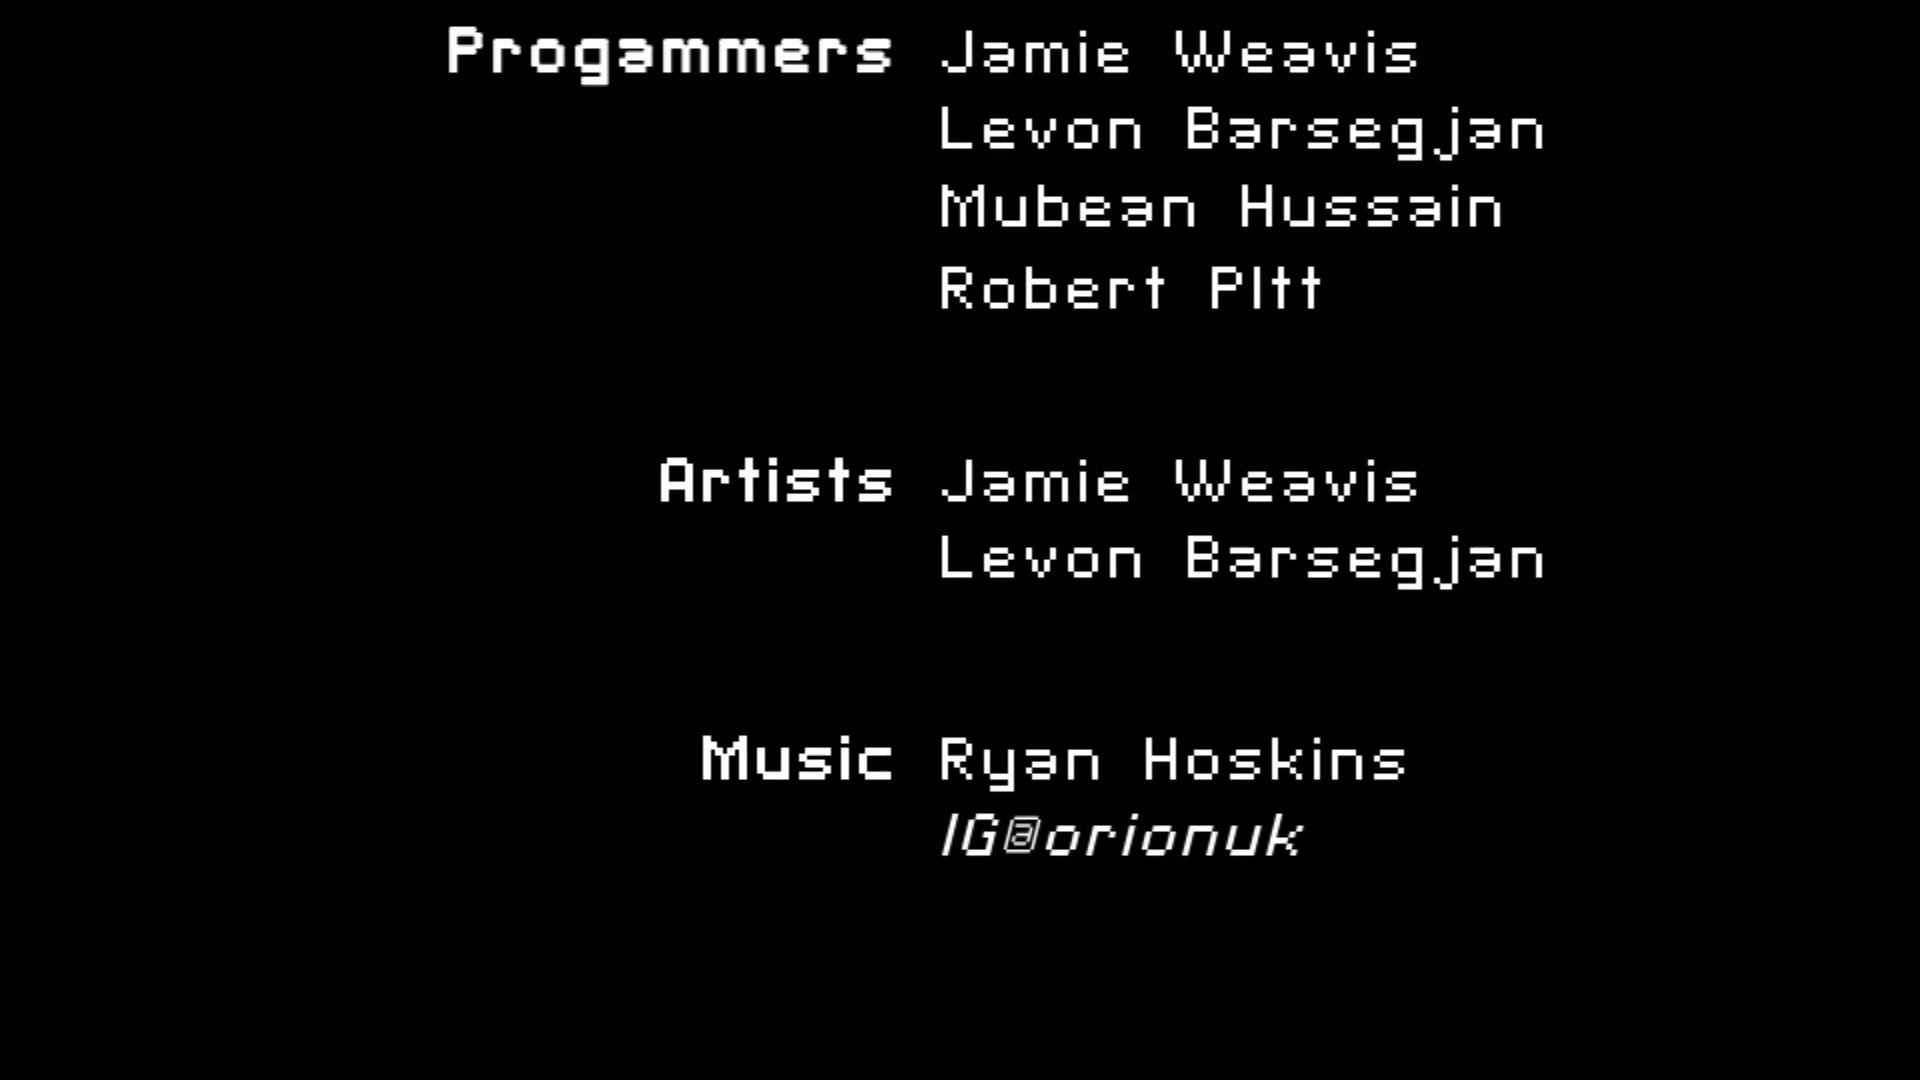 Progammers Jamie Weavis
Levon Barsegjan
Mubean Hussain
Robert PItt
Artists Jamie Weavis
Levon Barsegjan
Music Ryan Hoskins
IG@orionuk